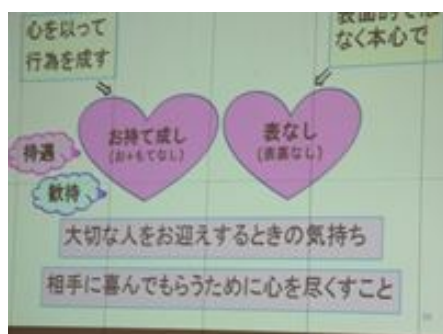 心を以って
行為を成す
表面的では
なく本心で
お持て成し
(お+もてなし)
表なし
(表裏なし)
待遇
歓待
大切な人をお迎えするときの気持ち
相手に喜んでもらうために心を尽くすこと